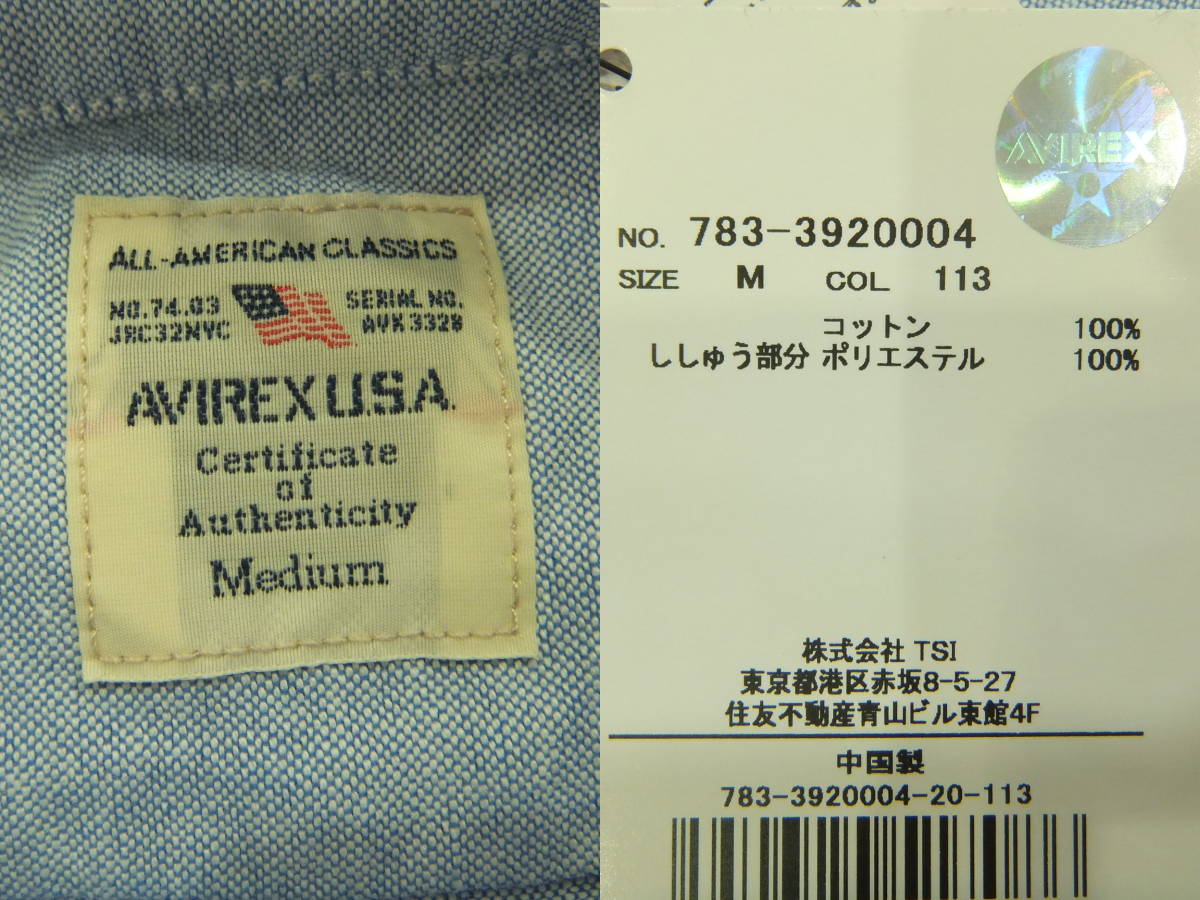 ALL-AMERICAN CLASSICS
NO.74.03
JRC32NYC
SERIAL NO.
AVX 3328
AVIREX U.S.A.
Certificate
of
Authenticity
Medium
AVIREX
NO. 783-3920004
SIZE M COL 113
コットン 100%
ししゅう部分 ポリエステル 100%
株式会社 TSI
東京都港区赤坂8-5-27
住友不動産青山ビル東館4F
中国製
783-3920004-20-113